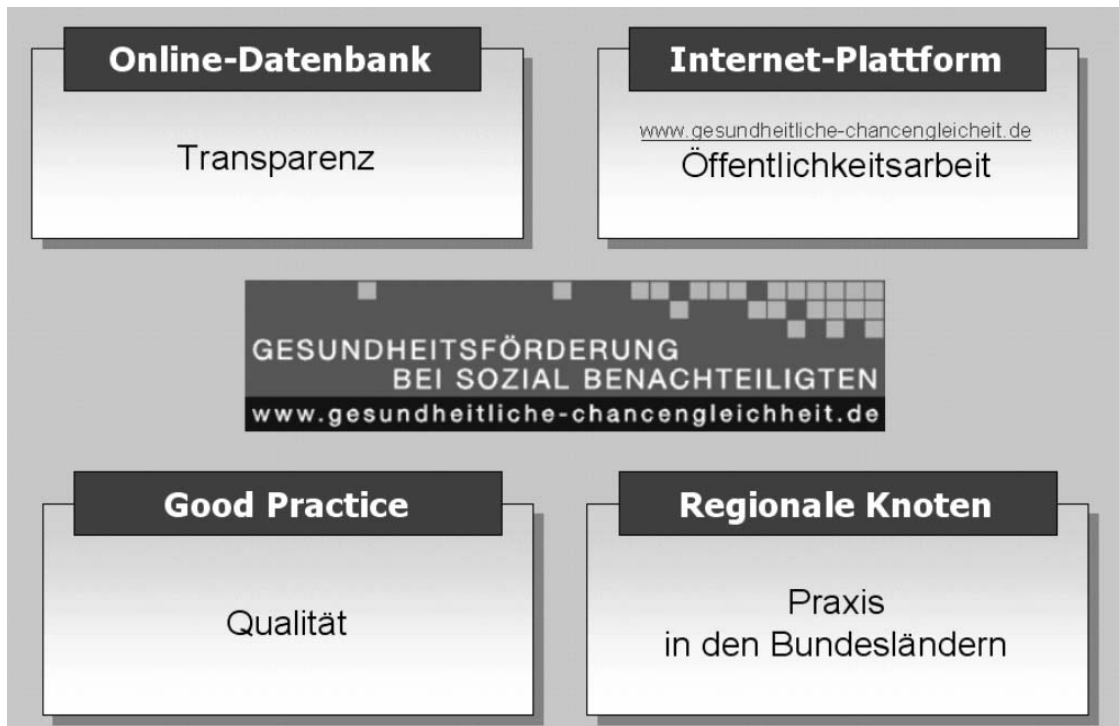 Online-Datenbank
Transparenz
Internet-Plattform
www.gesundheitliche-chancengleicheit.de
Öffentlichkeitsarbeit
GESUNDHEITSFÖRDERUNG
BEI SOZIAL BENACHTEILIGTEN
www.gesundheitliche-chancengleichheit.de
Good Practice
Qualität
Regionale Knoten
Praxis
in den Bundesländern